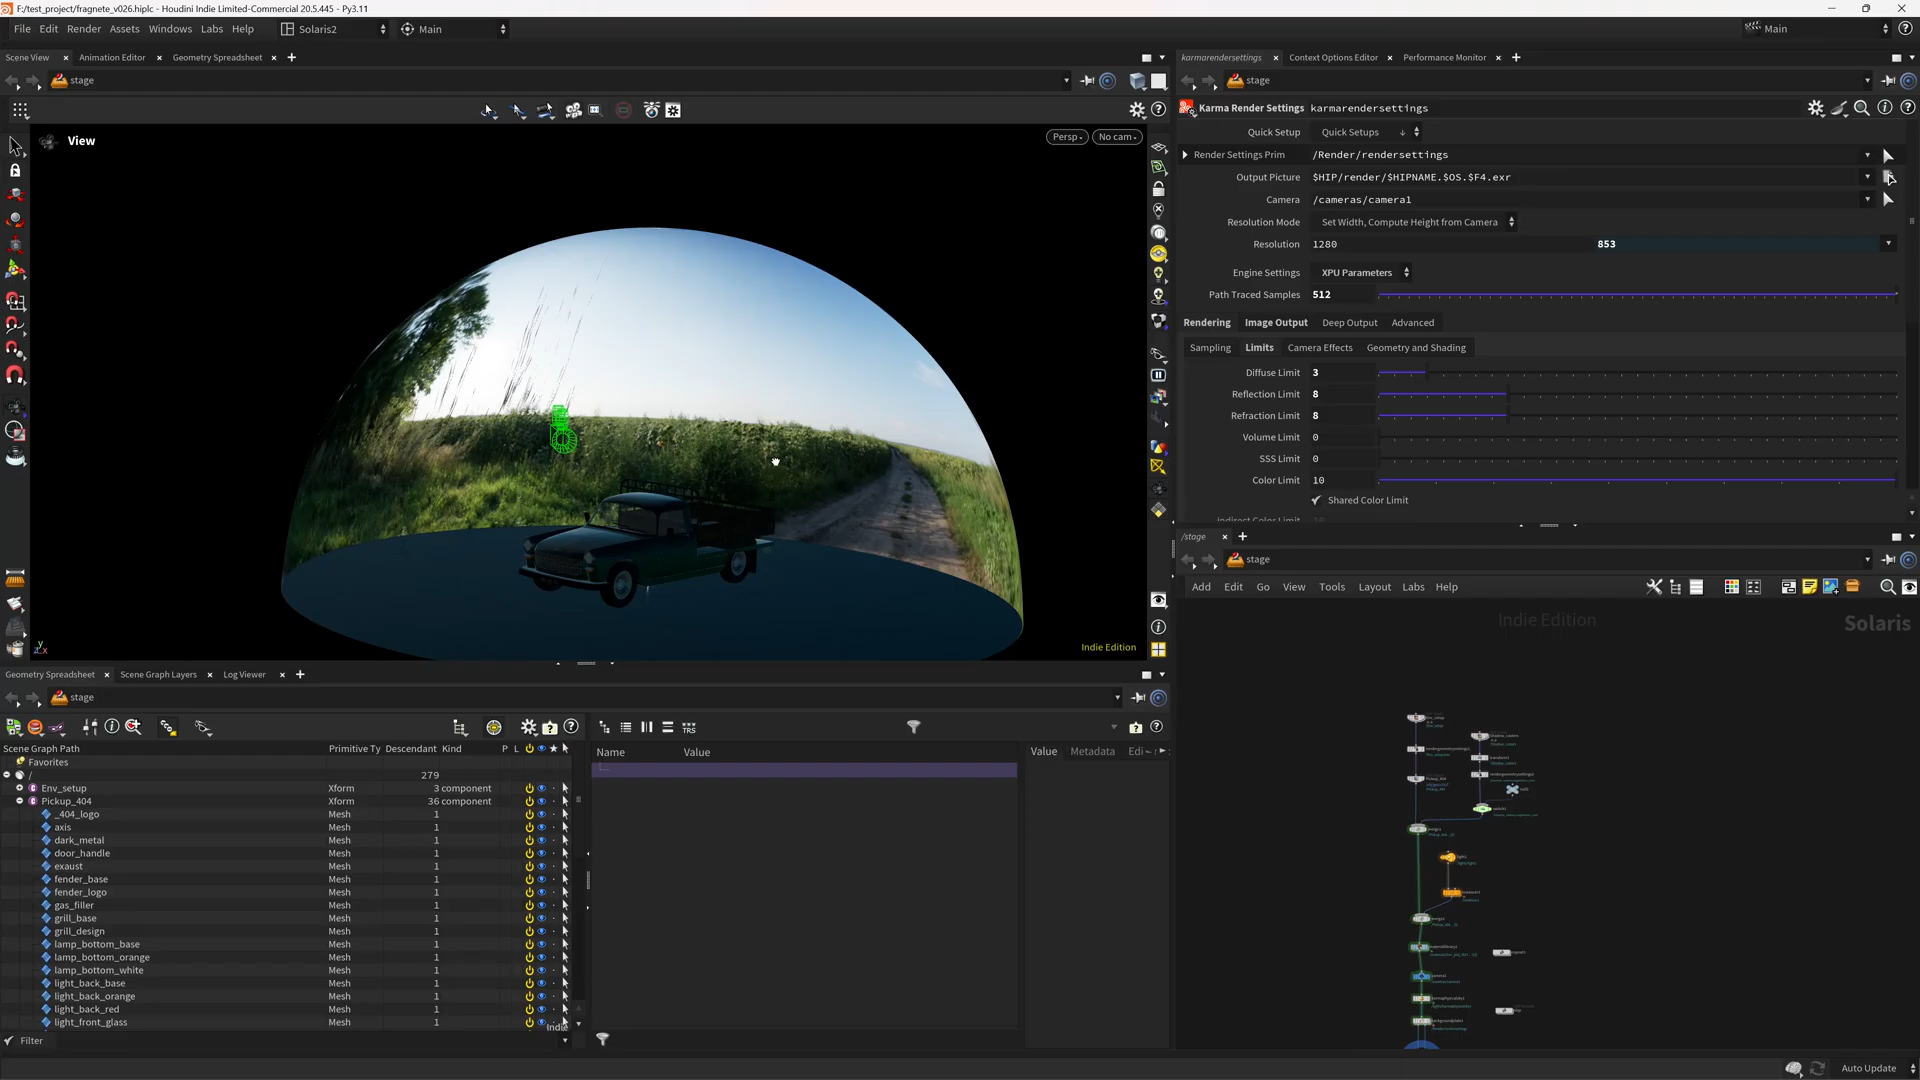 F:/test_project/fragnete_v026.hiplc - Houdini Indie Limited-Commercial 20.5.445 - Py3.11
File Edit Render Assets Windows Labs Help Solaris2 Main Main
Scene View Animation Editor Geometry Spreadsheet
stage
View
Persp No cam
Indie Edition
karmarendersettings Context Options Editor Performance Monitor
stage
Karma Render Settings karmarendersettings
Quick Setup Quick Setups
Render Settings Prim /Render/rendersettings
Output Picture $HIP/render/$HIPNAME.$OS.$F4.exr
Camera /cameras/camera1
Resolution Mode Set Width, Compute Height from Camera
Resolution 1280 853
Engine Settings XPU Parameters
Path Traced Samples 512
Rendering Image Output Deep Output Advanced
Sampling Limits Camera Effects Geometry and Shading
Diffuse Limit 3
Reflection Limit 8
Refraction Limit 8
Volume Limit 0
SSS Limit 0
Color Limit 10
Shared Color Limit
/stage
stage
Add Edit Go View Tools Layout Labs Help
Indie Edition Solaris
Geometry Spreadsheet Scene Graph Layers Log Viewer
stage
TRS
Scene Graph Path Primitive Ty Descendant Kind P L
Favorites
/ 279
Env_setup Xform 3 component
Pickup_404 Xform 36 component
_404_logo Mesh 1
axis Mesh 1
dark_metal Mesh 1
door_handle Mesh 1
exaust Mesh 1
fender_base Mesh 1
fender_logo Mesh 1
gas_filler Mesh 1
grill_base Mesh 1
grill_design Mesh 1
lamp_bottom_base Mesh 1
lamp_bottom_orange Mesh 1
lamp_bottom_white Mesh 1
light_back_base Mesh 1
light_back_orange Mesh 1
light_back_red Mesh 1
light_front_glass Mesh 1
Filter
Name Value
Value Metadata Edi
Auto Update